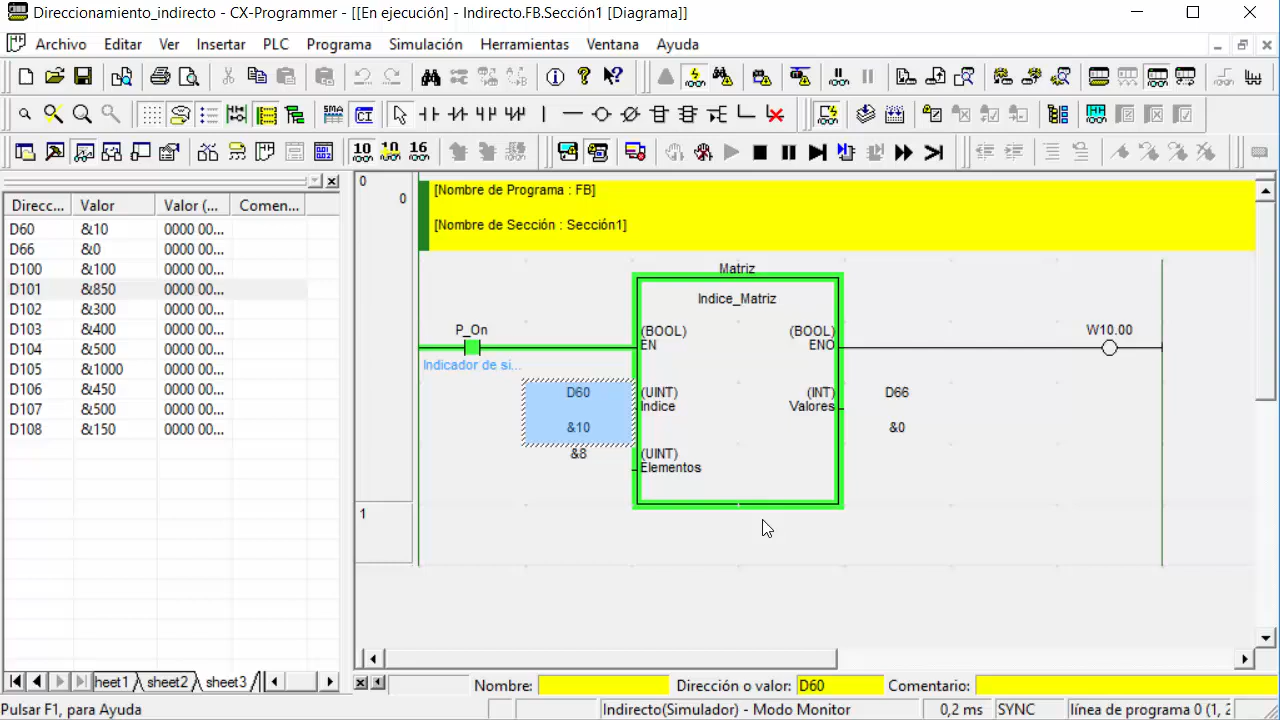 Direccionamiento_indirecto - CX-Programmer - [[En ejecución] - Indirecto.FB.Sección1 [Diagrama]]
Archivo Editar Ver Insertar PLC Programa Simulación Herramientas Ventana Ayuda
SMA CI
10 10 16
Direcc... Valor Valor (... Comen...
D60 &10 0000 00...
D66 &0 0000 00...
D100 &100 0000 00...
D101 &850 0000 00...
D102 &300 0000 00...
D103 &400 0000 00...
D104 &500 0000 00...
D105 &1000 0000 00...
D106 &450 0000 00...
D107 &500 0000 00...
D108 &150 0000 00...
heet1 sheet2 sheet3
0
0
[Nombre de Programa : FB]
[Nombre de Sección : Sección1]
Matriz
Indice_Matriz
P_On
(BOOL) (BOOL)
EN ENO
W10.00
Indicador de si...
D60 (UINT) (INT) D66
Indice Valores
&10 &0
&8 (UINT)
Elementos
1
Nombre: Dirección o valor: D60 Comentario:
Pulsar F1, para Ayuda Indirecto(Simulador) - Modo Monitor 0,2 ms SYNC línea de programa 0 (1, 2